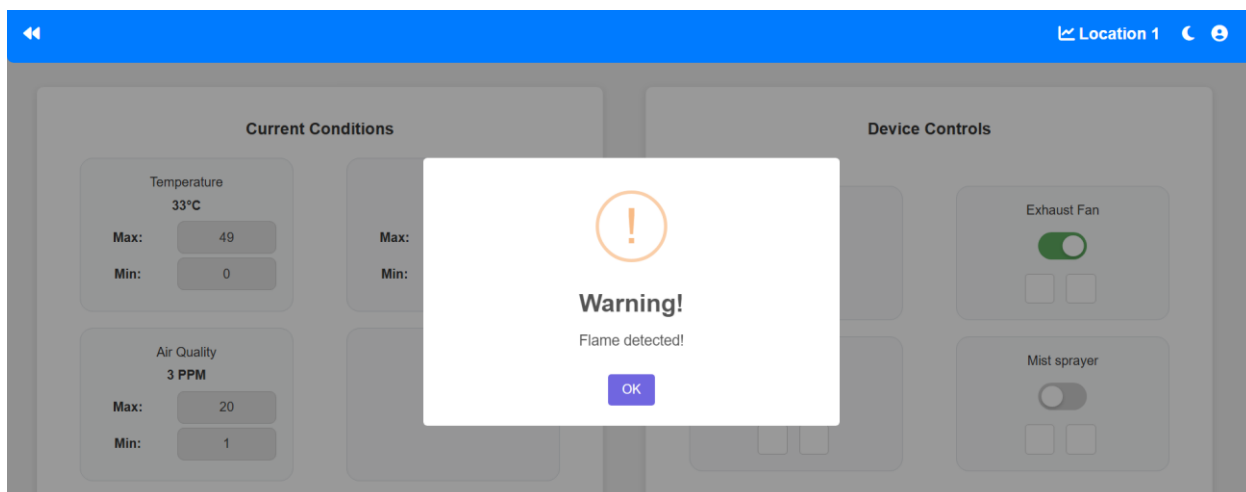 Location 1
Current Conditions
Device Controls
Temperature
33°C
Max: 49
Min: 0
Max:
Min:
Exhaust Fan
!
Warning!
Flame detected!
OK
Air Quality
3 PPM
Max: 20
Min: 1
Mist sprayer